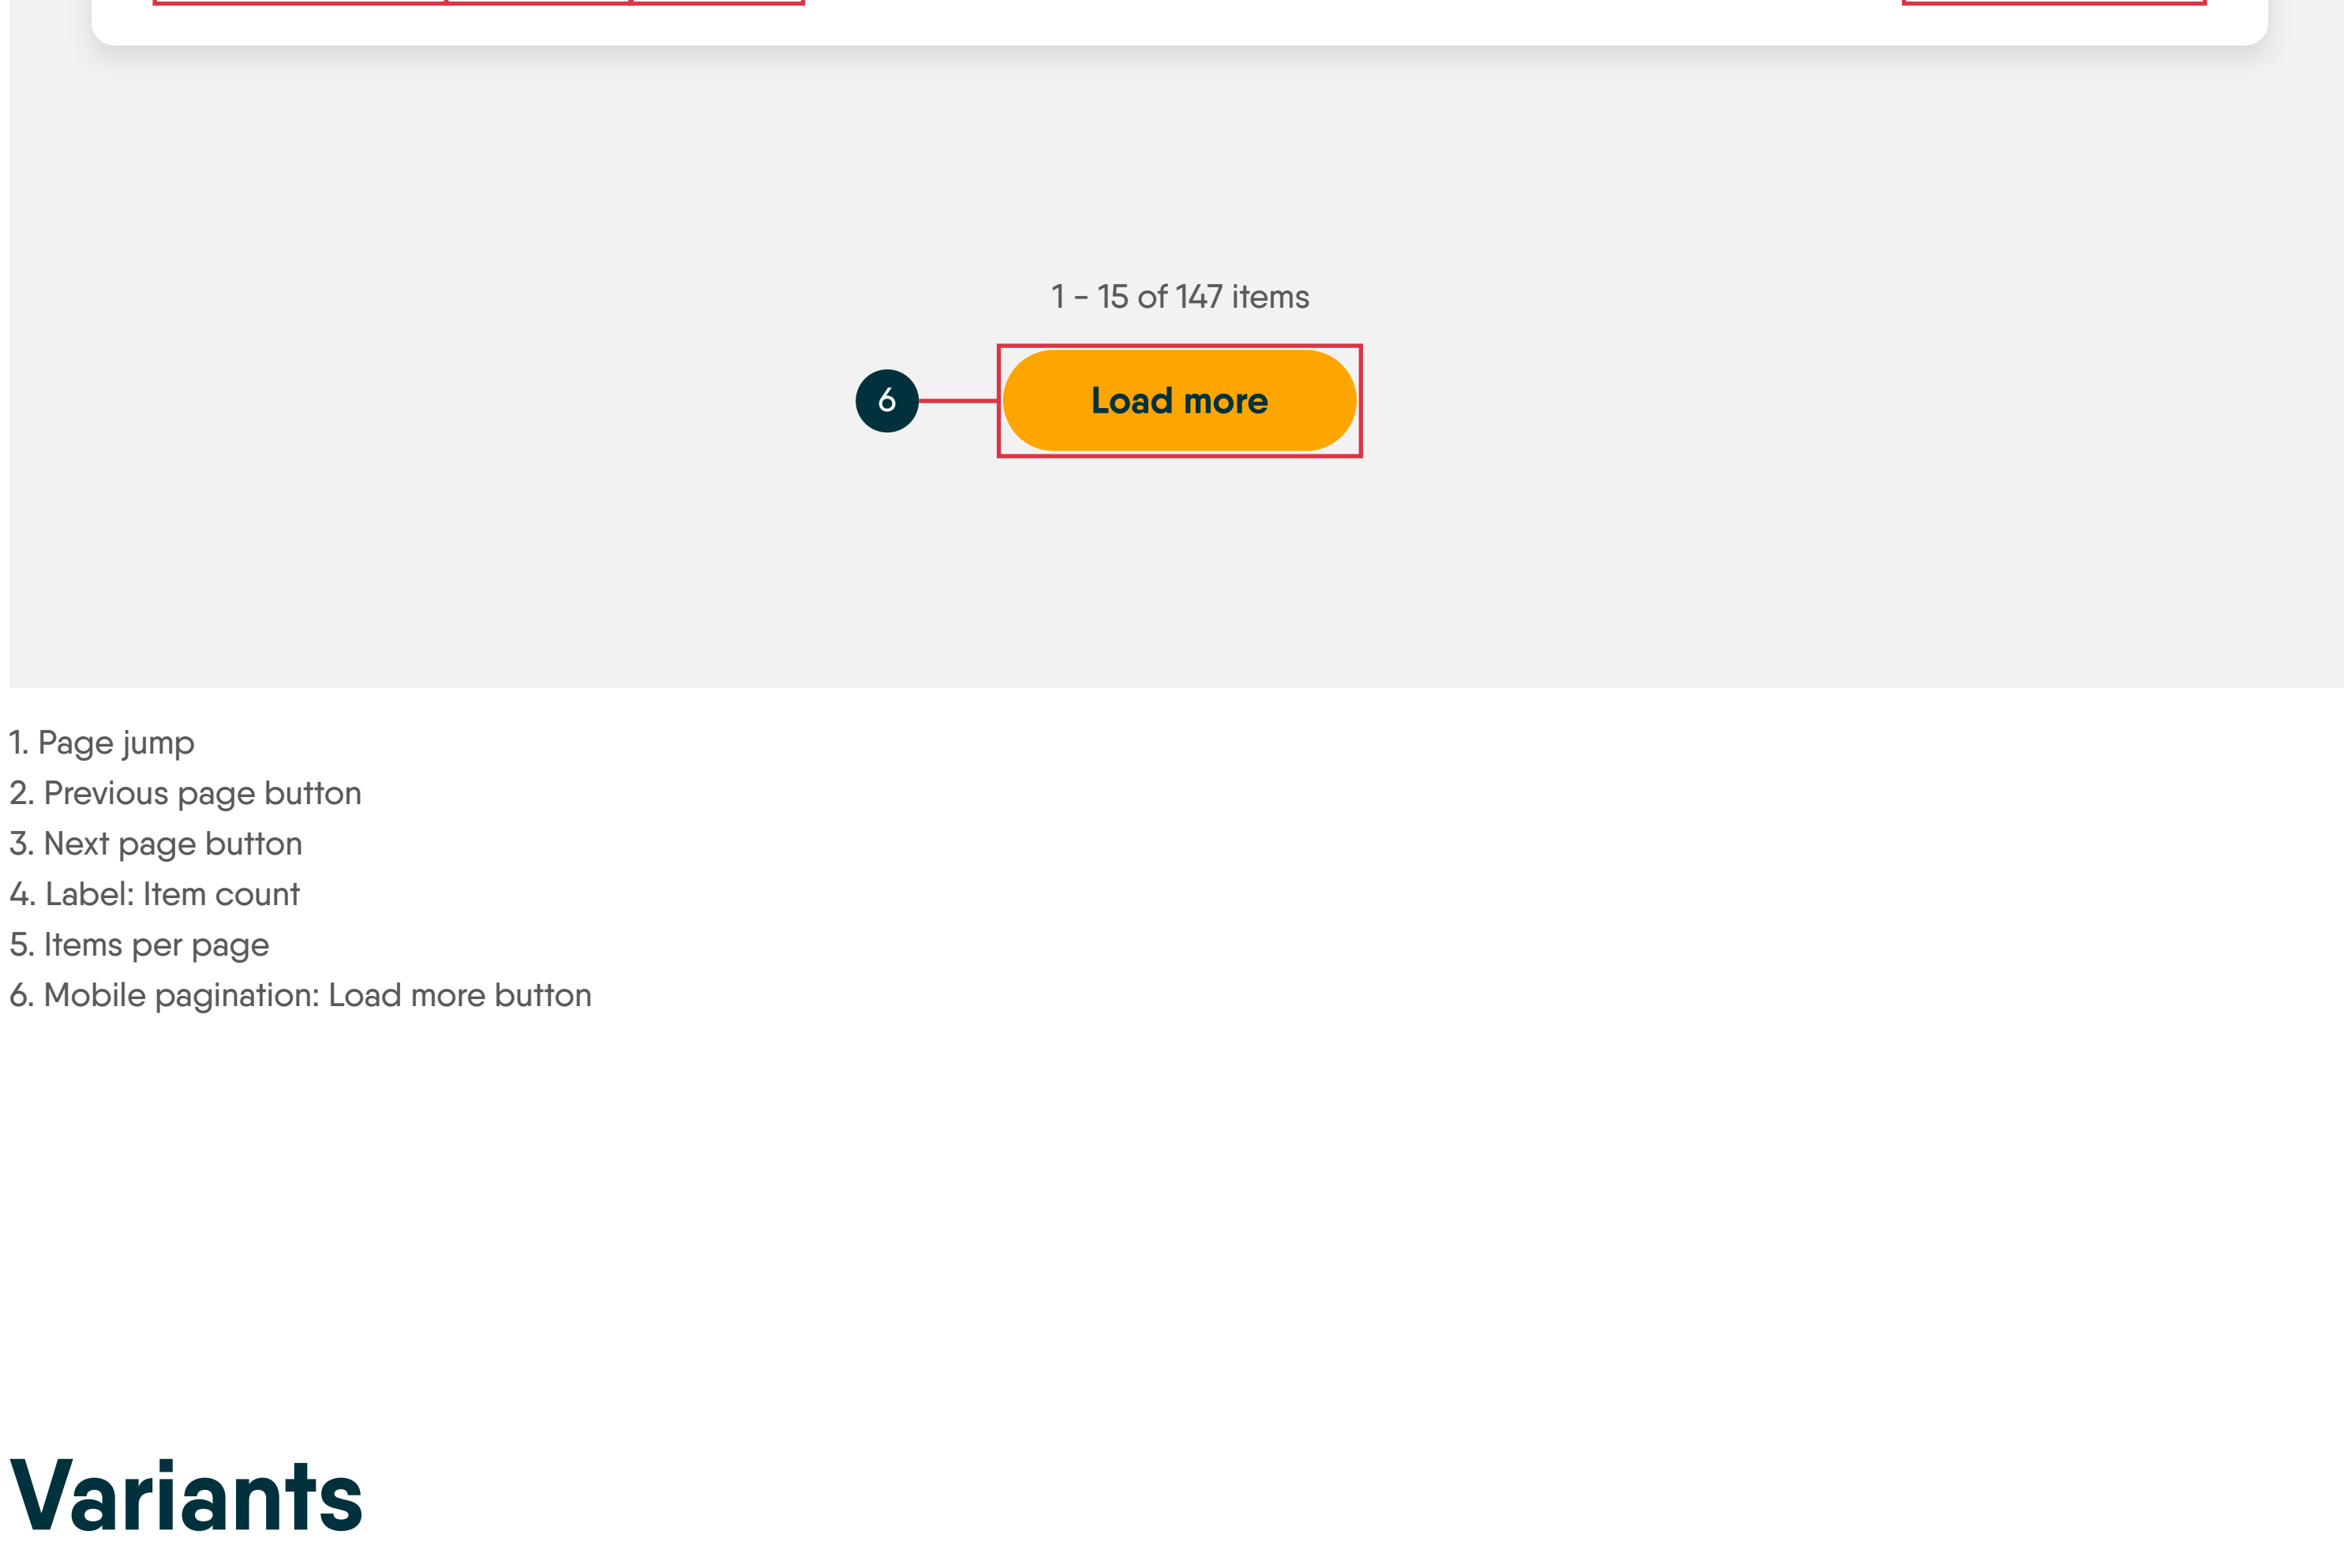 1 - 15 of 147 items
6
Load more
1. Page jump
2. Previous page button
3. Next page button
4. Label: Item count
5. Items per page
6. Mobile pagination: Load more button
Variants